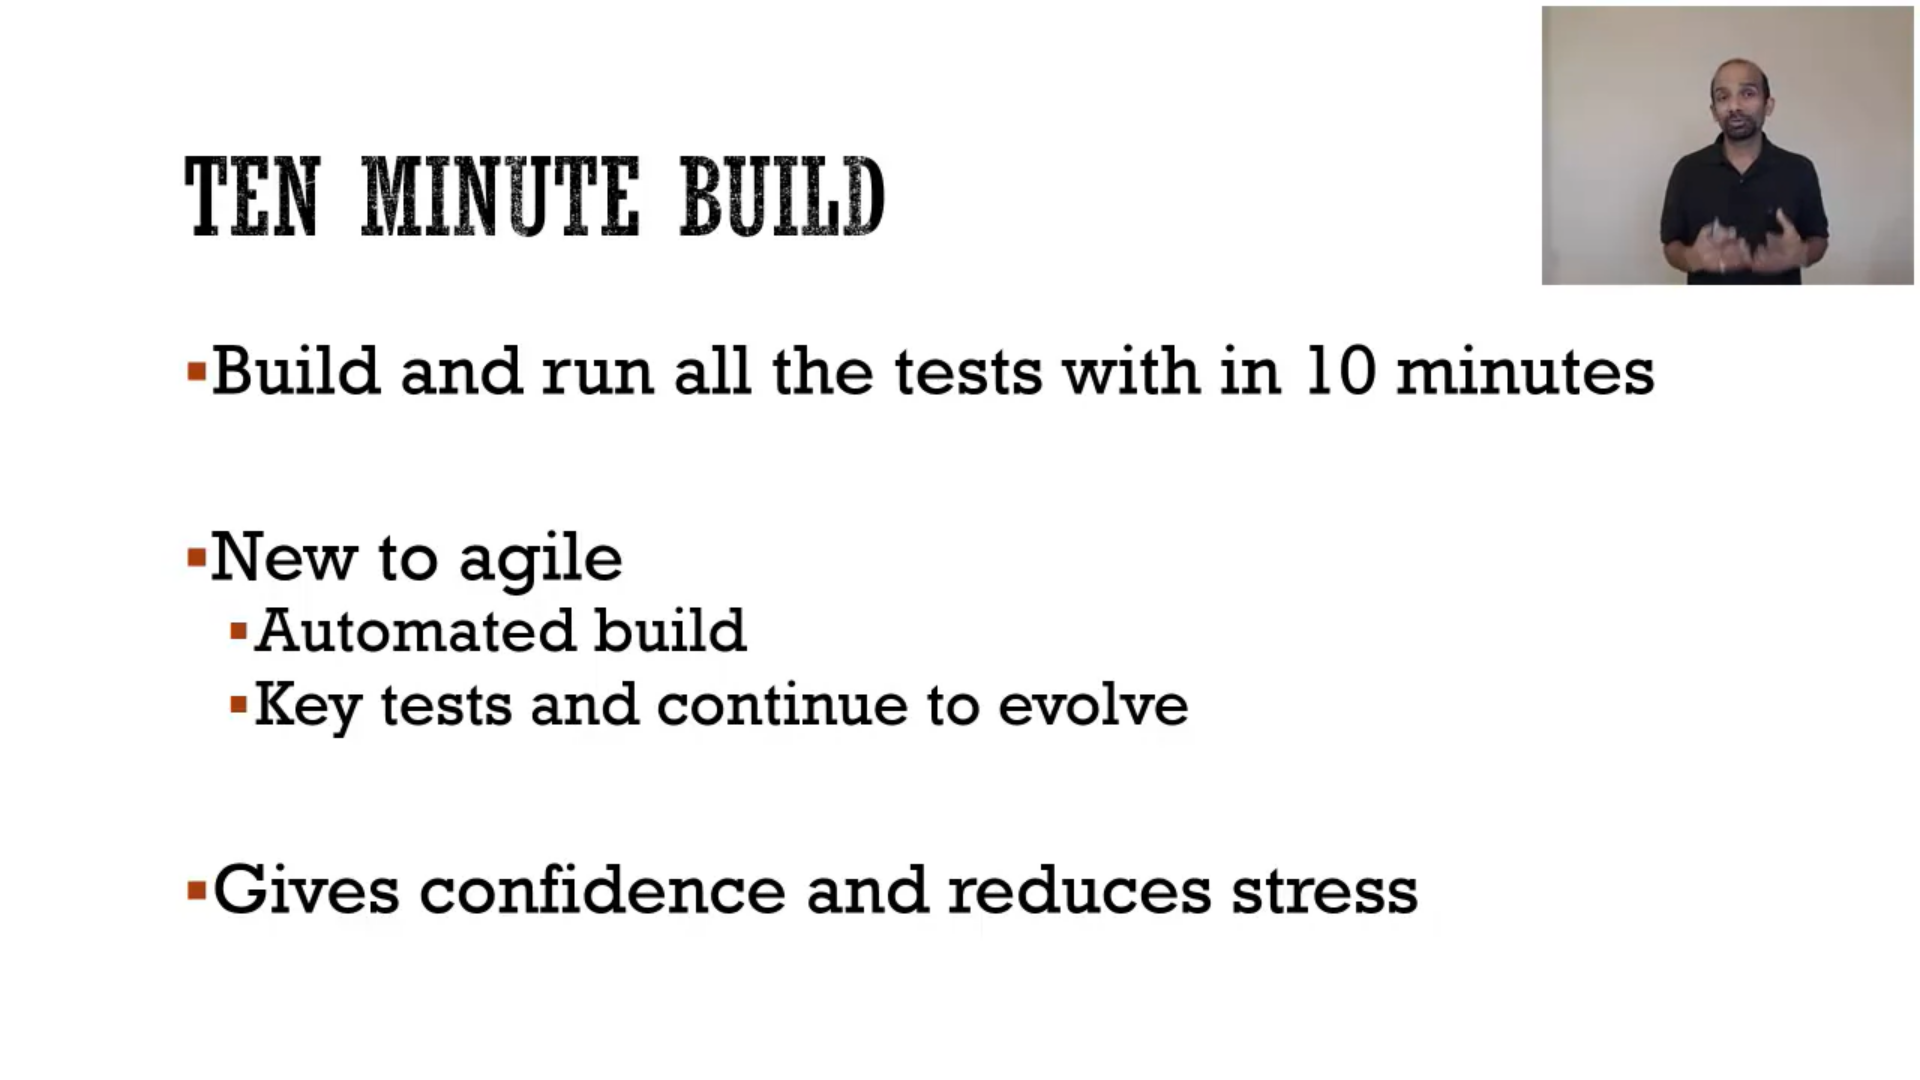 TEN MINUTE BUILD
▪Build and run all the tests with in 10 minutes
▪New to agile
▪Automated build
▪Key tests and continue to evolve
▪Gives confidence and reduces stress